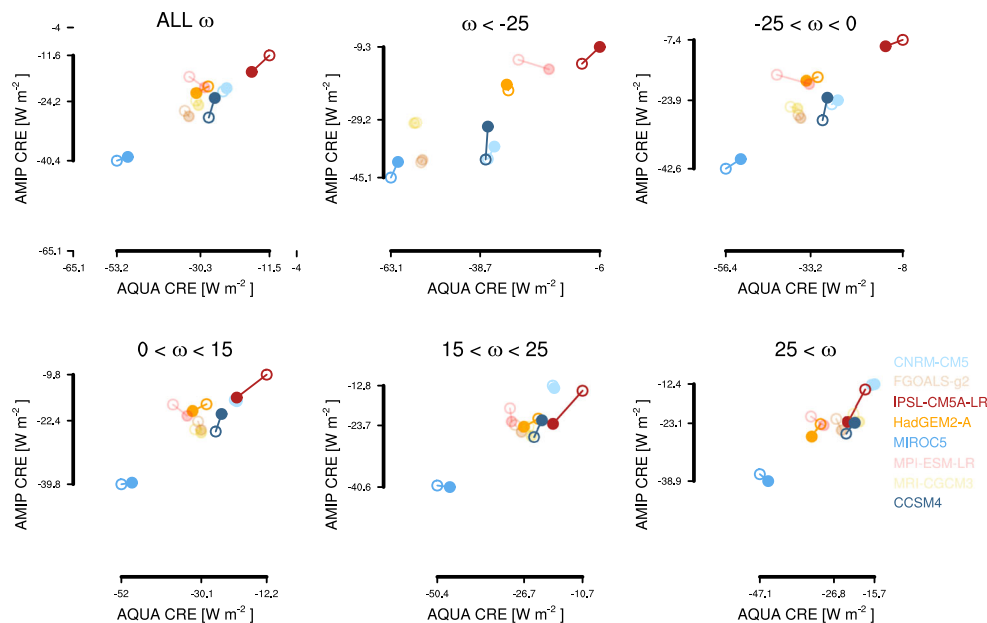 ALL ω
-4
-11.6
-24.2
-40.4
-65.1
AMIP CRE [W m-2 ]
-65.1
-53.2
-30.3
-11.5
-4
AQUA CRE [W m-2 ]
ω < -25
-9.3
-29.2
-45.1
AMIP CRE [W m-2 ]
-63.1
-38.7
-6
AQUA CRE [W m-2 ]
-25 < ω < 0
-7.4
-23.9
-42.6
AMIP CRE [W m-2 ]
-56.4
-33.2
-8
AQUA CRE [W m-2 ]
0 < ω < 15
-9.8
-22.4
-39.8
AMIP CRE [W m-2 ]
-52
-30.1
-12.2
AQUA CRE [W m-2 ]
15 < ω < 25
-12.8
-23.7
-40.6
AMIP CRE [W m-2 ]
-50.4
-26.7
-10.7
AQUA CRE [W m-2 ]
25 < ω
-12.4
-23.1
-38.9
AMIP CRE [W m-2 ]
-47.1
-26.8
-15.7
AQUA CRE [W m-2 ]
CNRM-CM5
FGOALS-g2
IPSL-CM5A-LR
HadGEM2-A
MIROC5
MPI-ESM-LR
MRI-CGCM3
CCSM4